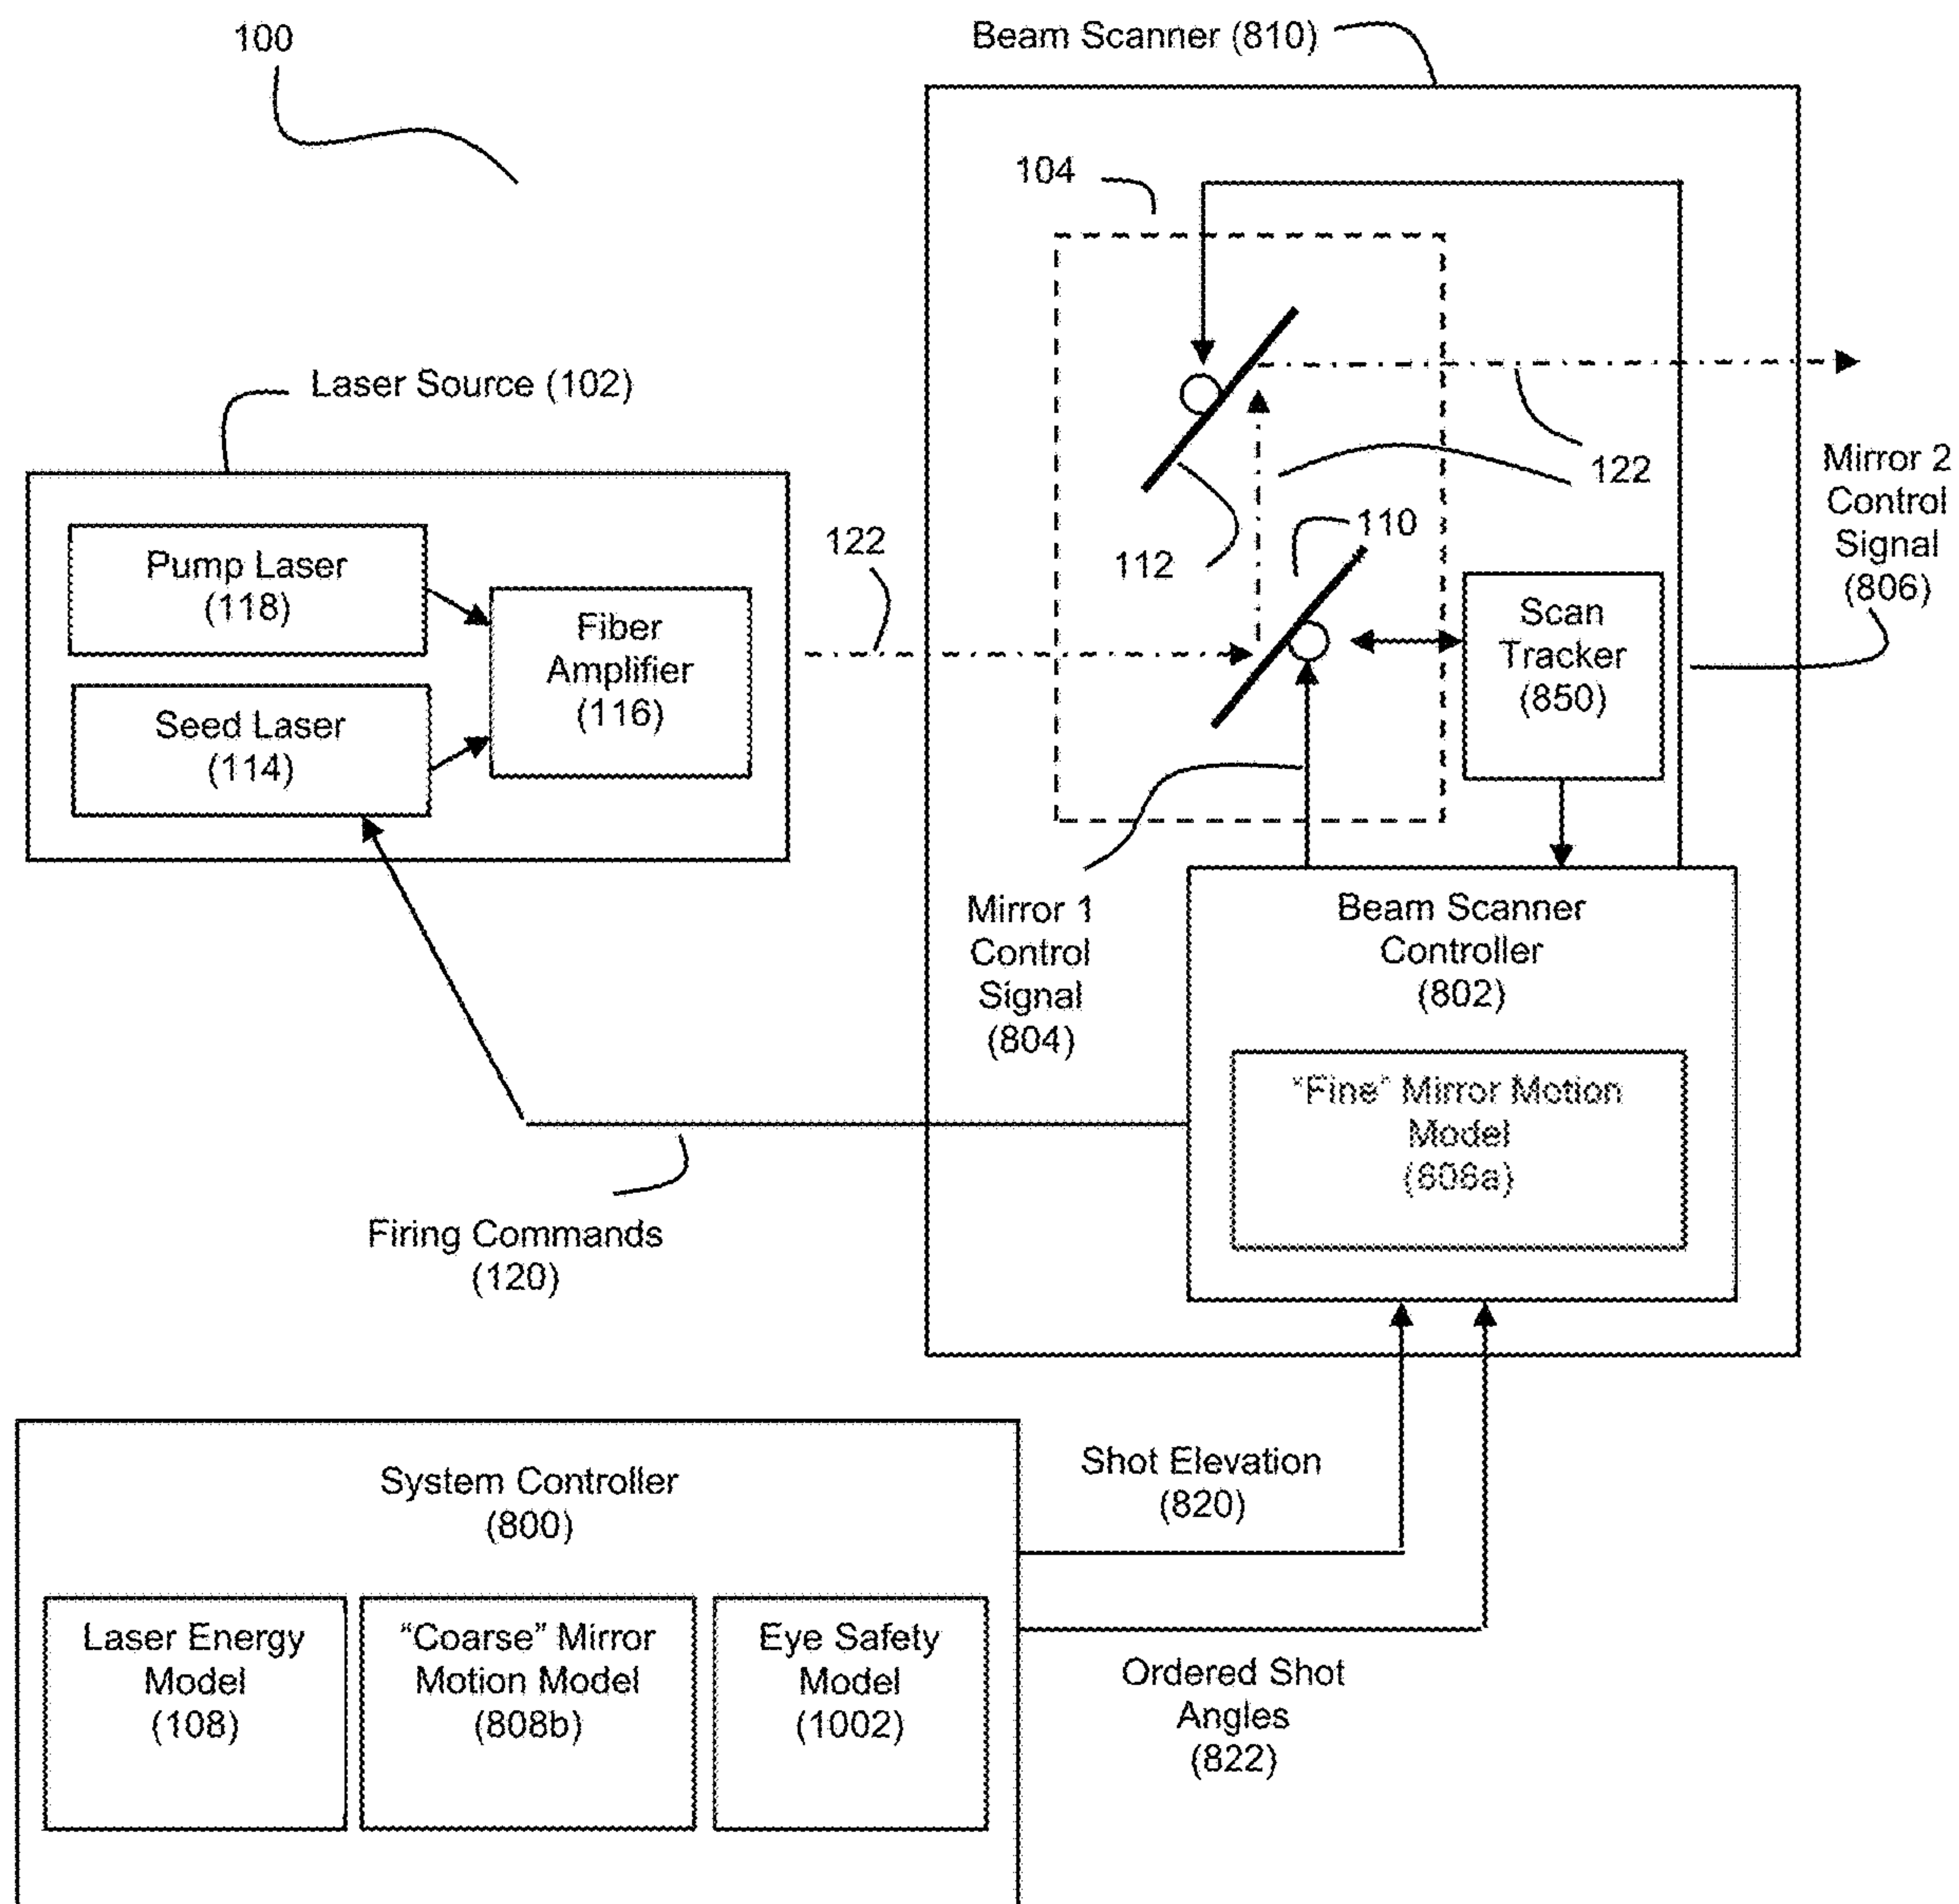 100
Beam Scanner (810)
104
Laser Source (102)
Pump Laser
(118)
Seed Laser
(114)
Fiber
Amplifier
(116)
122
112
110
122
Scan
Tracker
(850)
Mirror 2
Control
Signal
(806)
Mirror 1
Control
Signal
(804)
Beam Scanner
Controller
(802)
"Fine" Mirror Motion
Model
(808a)
Firing Commands
(120)
System Controller
(800)
Laser Energy
Model
(108)
“Coarse” Mirror
Motion Model
(808b)
Eye Safety
Model
(1002)
Shot Elevation
(820)
Ordered Shot
Angles
(822)